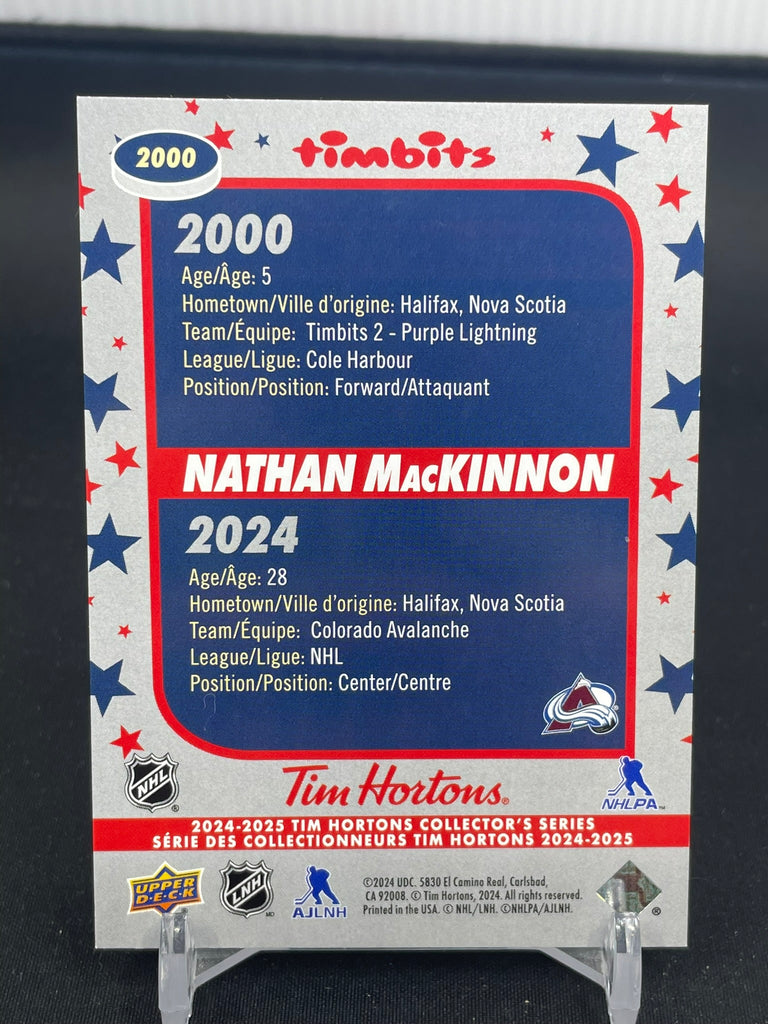 2000
timbits
2000
Age/Âge: 5
Hometown/Ville d'origine: Halifax, Nova Scotia
Team/Équipe: Timbits 2 - Purple Lightning
League/Ligue: Cole Harbour
Position/Position: Forward/Attaquant
NATHAN MacKINNON
2024
Age/Âge: 28
Hometown/Ville d'origine: Halifax, Nova Scotia
Team/Équipe: Colorado Avalanche
League/Ligue: NHL
Position/Position: Center/Centre
A
NHL
®
Tim Hortons®
NHLPA™
2024-2025 TIM HORTONS COLLECTOR'S SERIES
SÉRIE DES COLLECTIONNEURS TIM HORTONS 2024-2025
UPPER
D·E·C·K
LNH
MD
AJLNH
©2024 UDC. 5830 El Camino Real, Carlsbad,
CA 92008. © Tim Hortons, 2024. All rights reserved.
Printed in the USA. © NHL/LNH. ©NHLPA/AJLNH.
®